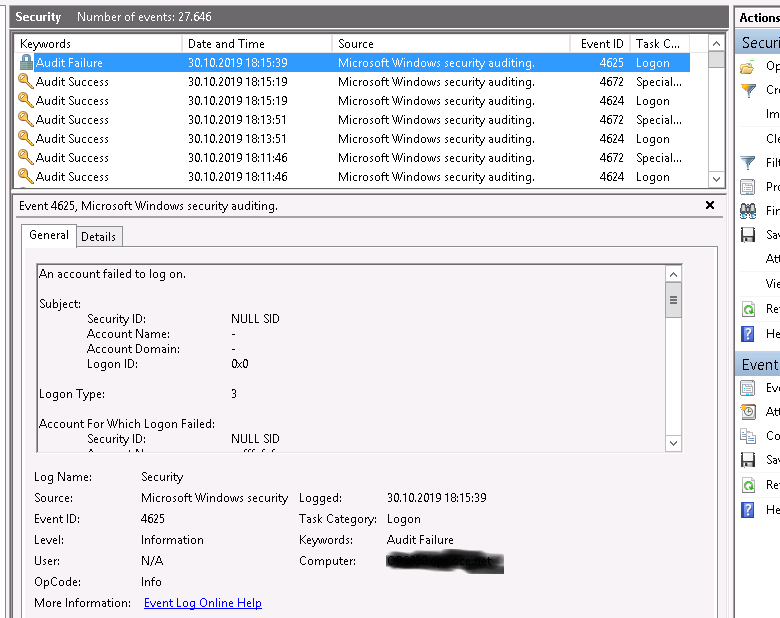 Security Number of events: 27.646
Actions
Keywords Date and Time Source Event ID Task C...
Audit Failure 30.10.2019 18:15:39 Microsoft Windows security auditing. 4625 Logon
Audit Success 30.10.2019 18:15:19 Microsoft Windows security auditing. 4672 Special...
Audit Success 30.10.2019 18:15:19 Microsoft Windows security auditing. 4624 Logon
Audit Success 30.10.2019 18:13:51 Microsoft Windows security auditing. 4672 Special...
Audit Success 30.10.2019 18:13:51 Microsoft Windows security auditing. 4624 Logon
Audit Success 30.10.2019 18:11:46 Microsoft Windows security auditing. 4672 Special...
Audit Success 30.10.2019 18:11:46 Microsoft Windows security auditing. 4624 Logon
Event 4625, Microsoft Windows security auditing.
General Details
An account failed to log on.
Subject:
Security ID: NULL SID
Account Name: -
Account Domain: -
Logon ID: 0x0
Logon Type: 3
Account For Which Logon Failed:
Security ID: NULL SID
Log Name: Security
Source: Microsoft Windows security Logged: 30.10.2019 18:15:39
Event ID: 4625 Task Category: Logon
Level: Information Keywords: Audit Failure
User: N/A Computer:
OpCode: Info
More Information: Event Log Online Help
Securi
Op
Cre
Im
Cle
Filt
Pro
Fin
Sav
Att
Vie
Ref
He
Event
Eve
Att
Co
Sav
Ref
He